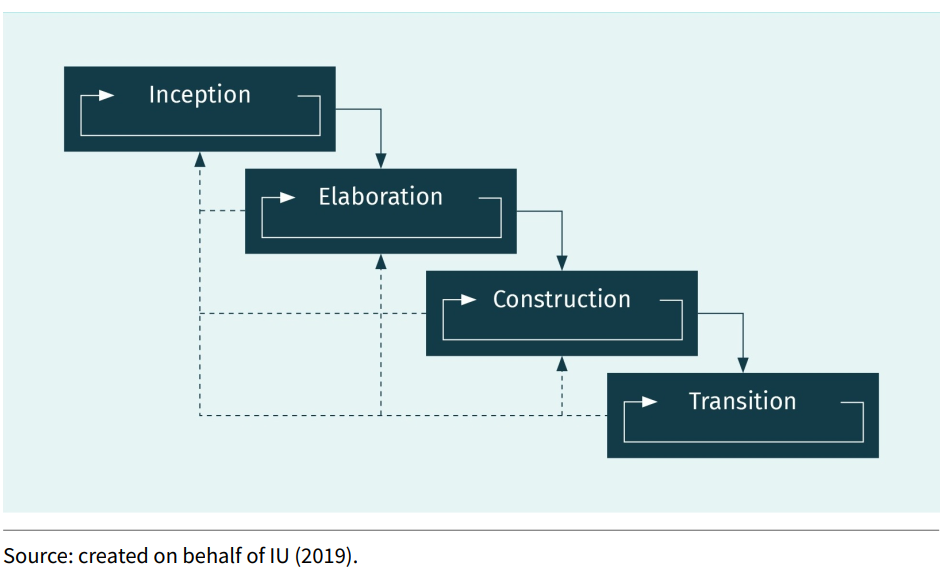 Inception
Elaboration
Construction
Transition
Source: created on behalf of IU (2019).